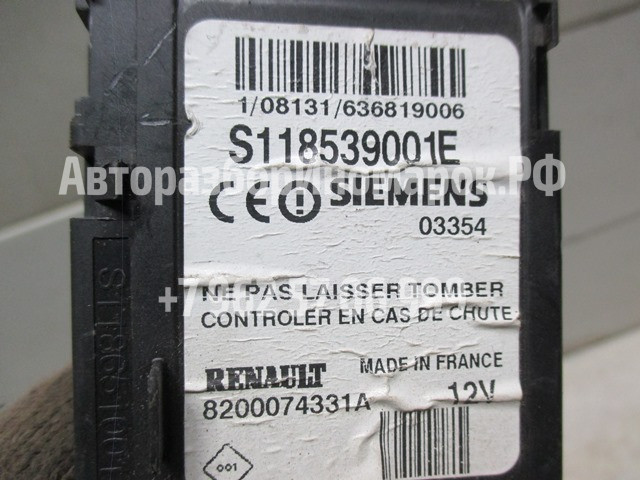 1/08131/636819006
S118539001E
CE SIEMENS
03354
NE PAS LAISSER TOMBER
CONTROLER EN CAS DE CHUTE
RENAULT
MADE IN FRANCE
8200074331A
12V
001